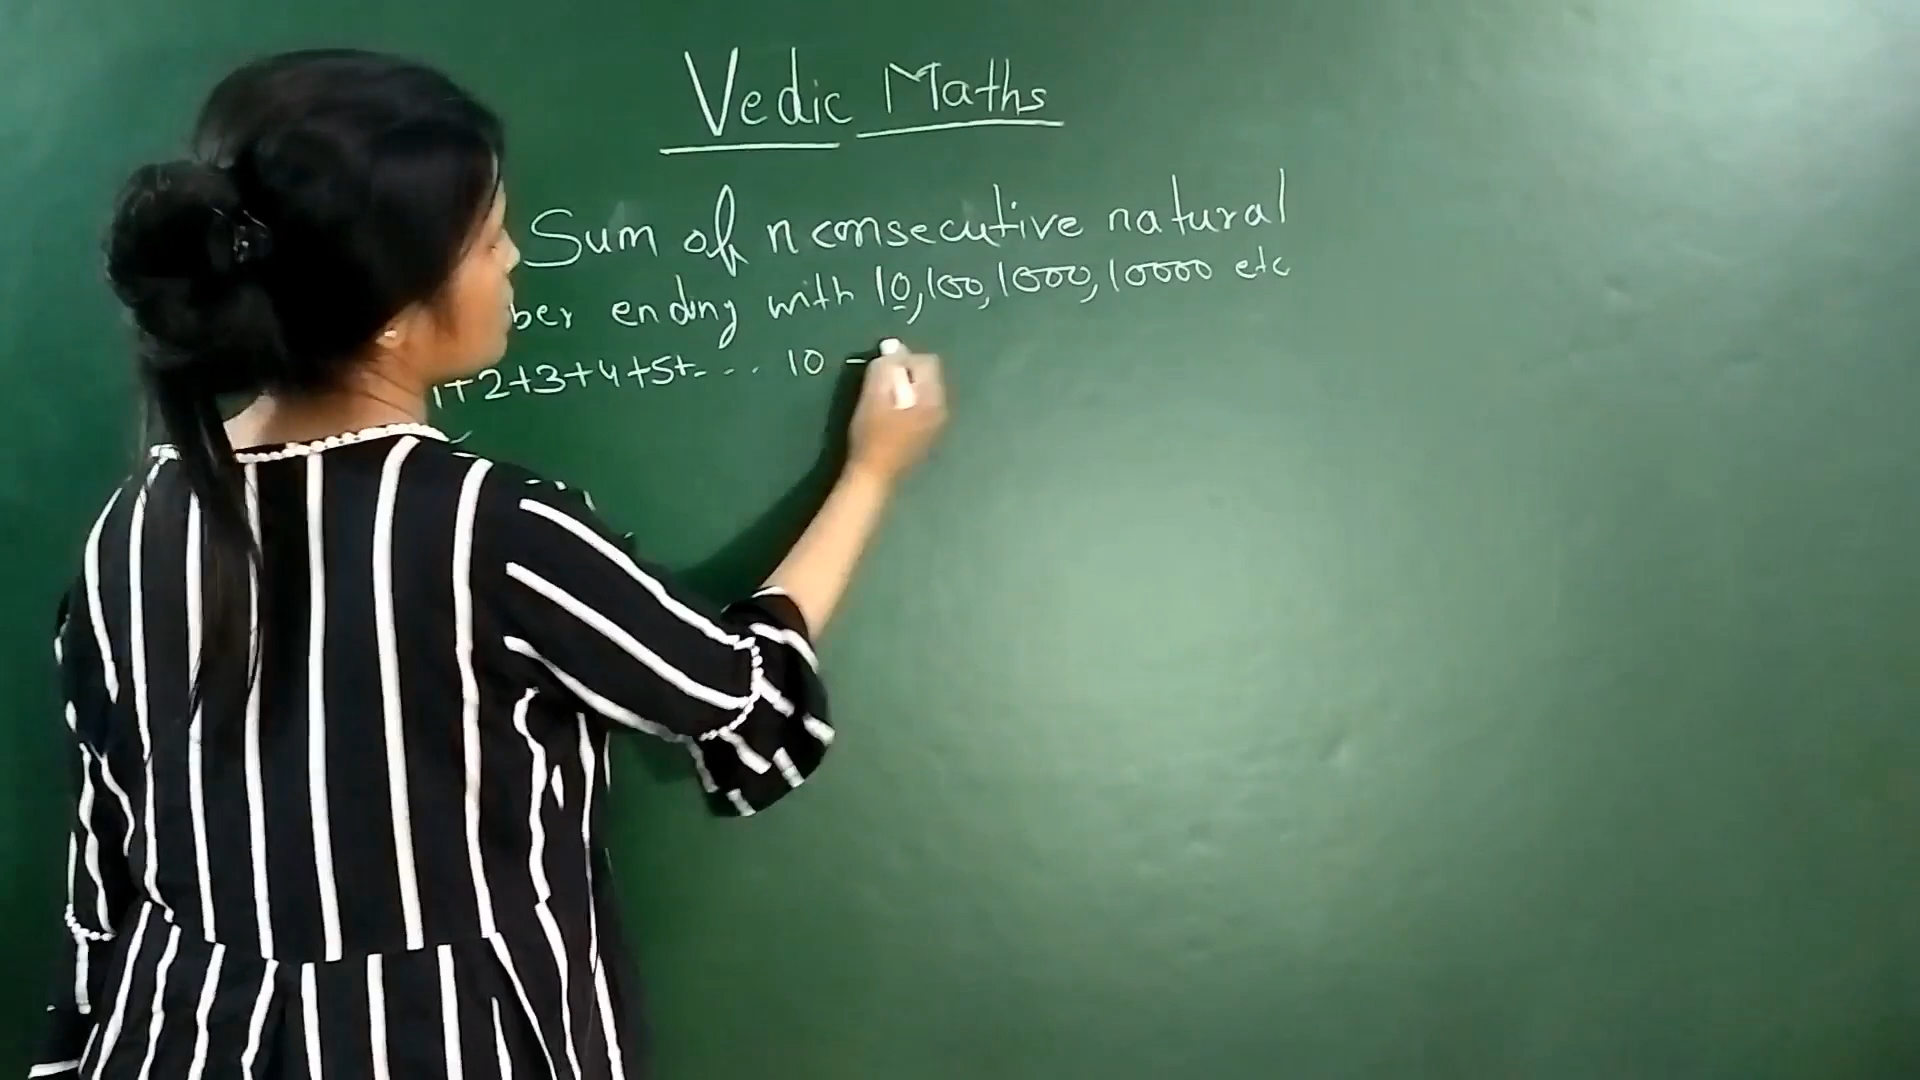 Vedic Maths
Sum of n consecutive natural
ber ending with 10,100,1000,10000 etc
1+2+3+4+5+-... 10 -